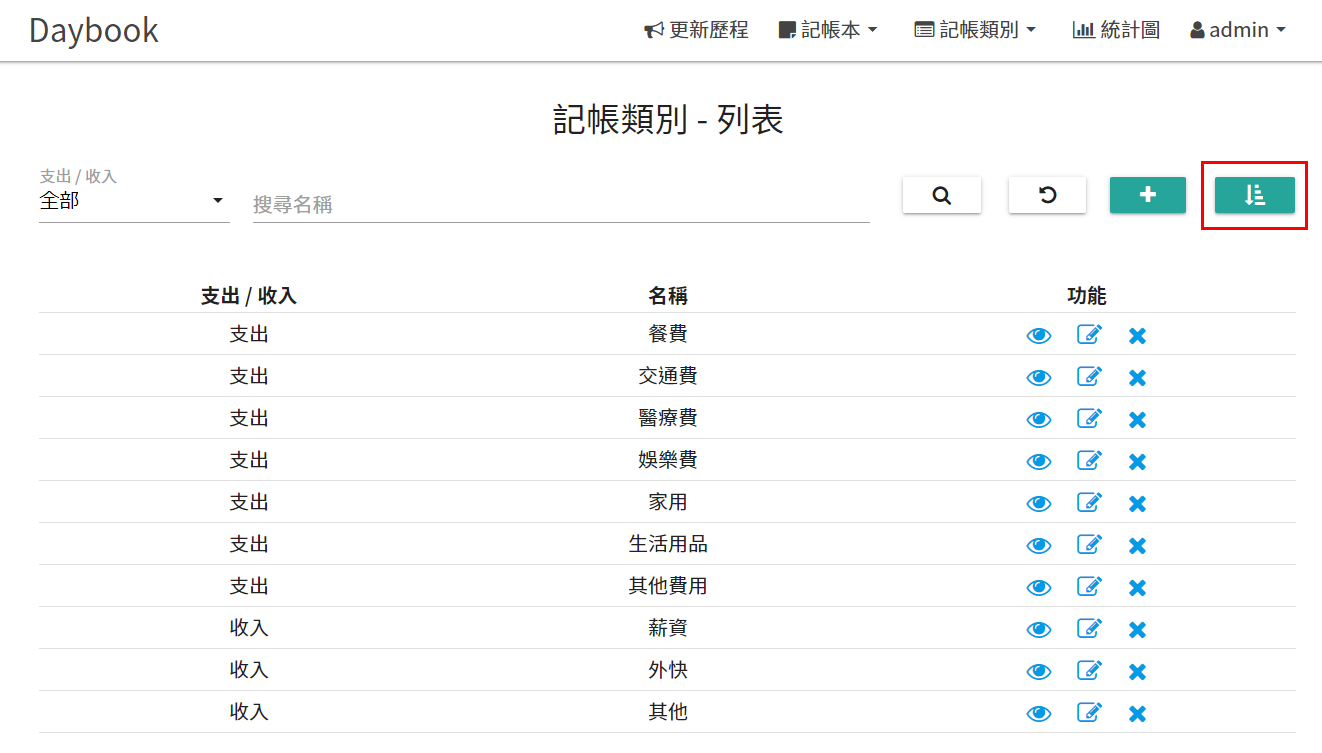 Daybook 更新歷程 記帳本 記帳類別 統計圖 admin
記帳類別 - 列表
支出 / 收入
全部 搜尋名稱
支出 / 收入 名稱 功能
支出 餐費
支出 交通費
支出 醫療費
支出 娛樂費
支出 家用
支出 生活用品
支出 其他費用
收入 薪資
收入 外快
收入 其他